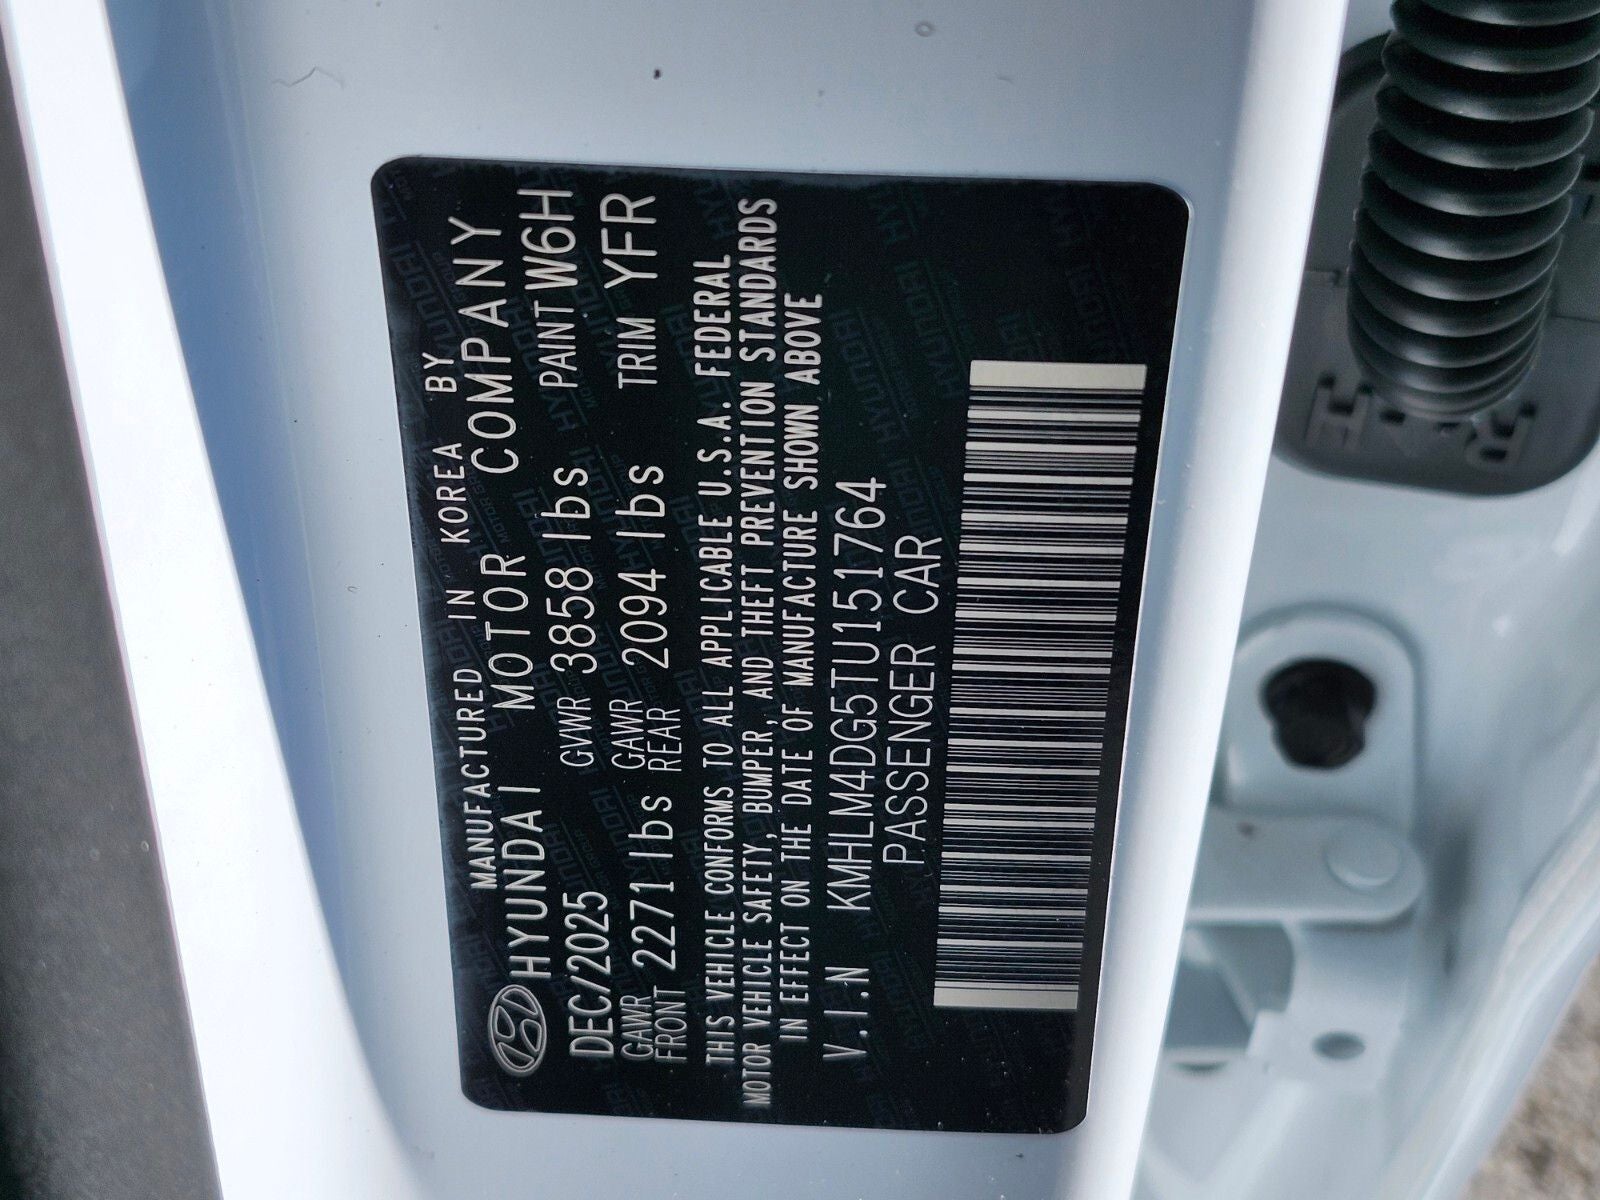 MANUFACTURED IN KOREA BY
HYUNDAI MOTOR COMPANY
DEC/2025 GVWR 3858 lbs PAINT W6H
GAWR FRONT 2271 lbs GAWR REAR 2094 lbs TRIM YFR
THIS VEHICLE CONFORMS TO ALL APPLICABLE U.S.A. FEDERAL
MOTOR VEHICLE SAFETY, BUMPER, AND THEFT PREVENTION STANDARDS
IN EFFECT ON THE DATE OF MANUFACTURE SHOWN ABOVE
V.I.N KMHLM4DG5TU151764
PASSENGER CAR